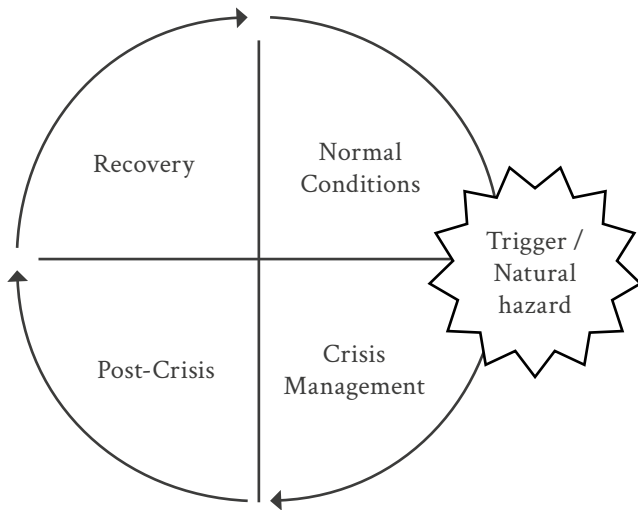 Recovery
Normal
Conditions
Trigger /
Natural
hazard
Post-Crisis
Crisis
Management